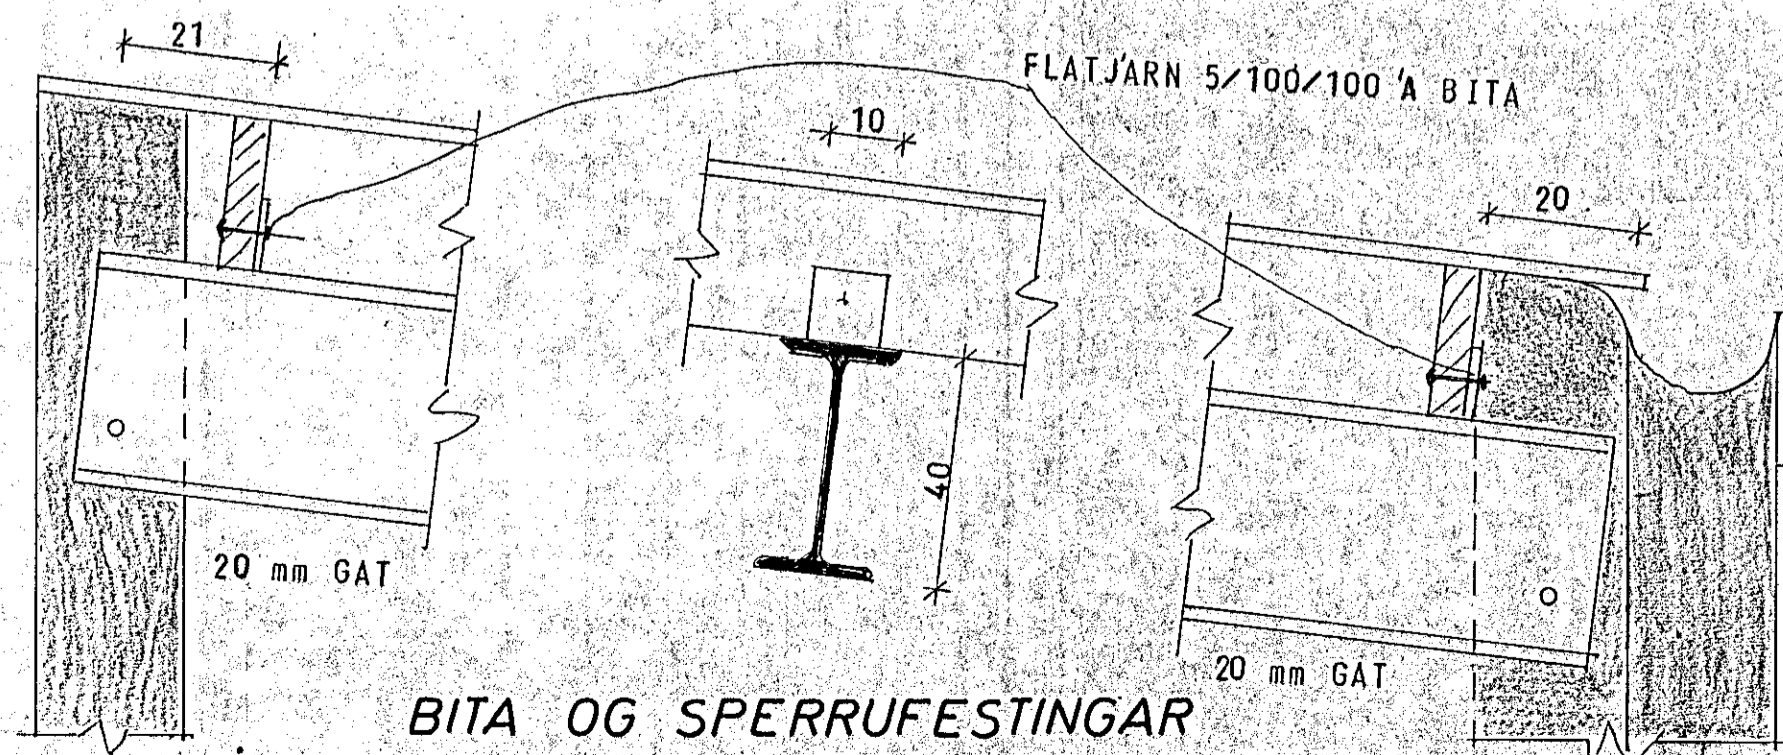 21
FLATJÁRN 5/100/100 Á BITA
10
20
40
20 mm GAT
20 mm GAT
BITA OG SPERRUFESTINGAR